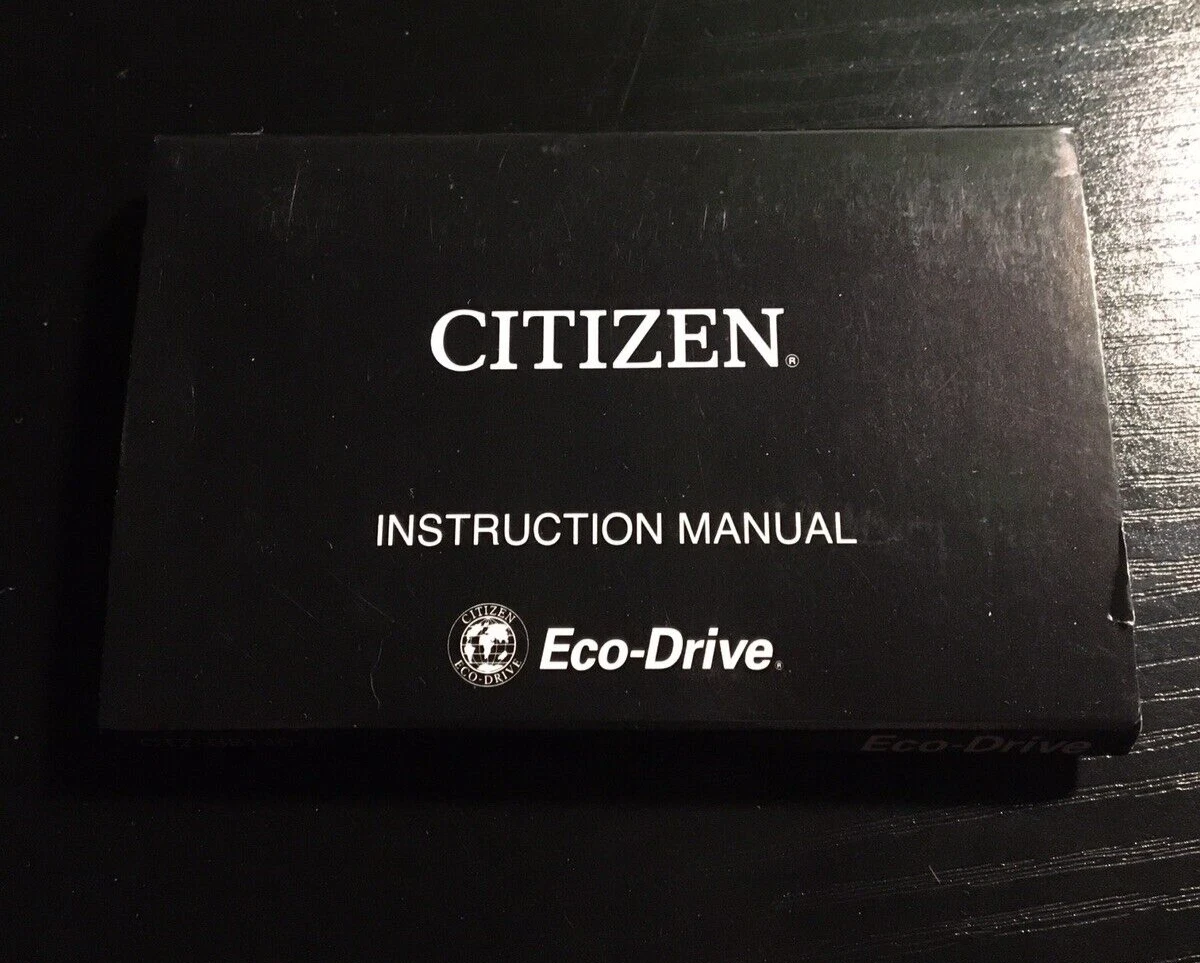 CITIZEN®
INSTRUCTION MANUAL
CITIZEN
ECO-DRIVE
Eco-Drive®
Eco-Drive